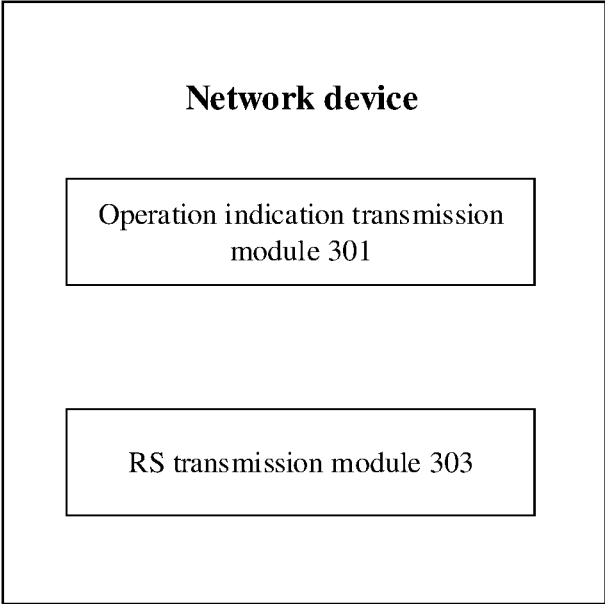 Network device
Operation indication transmission
module 301
RS transmission module 303